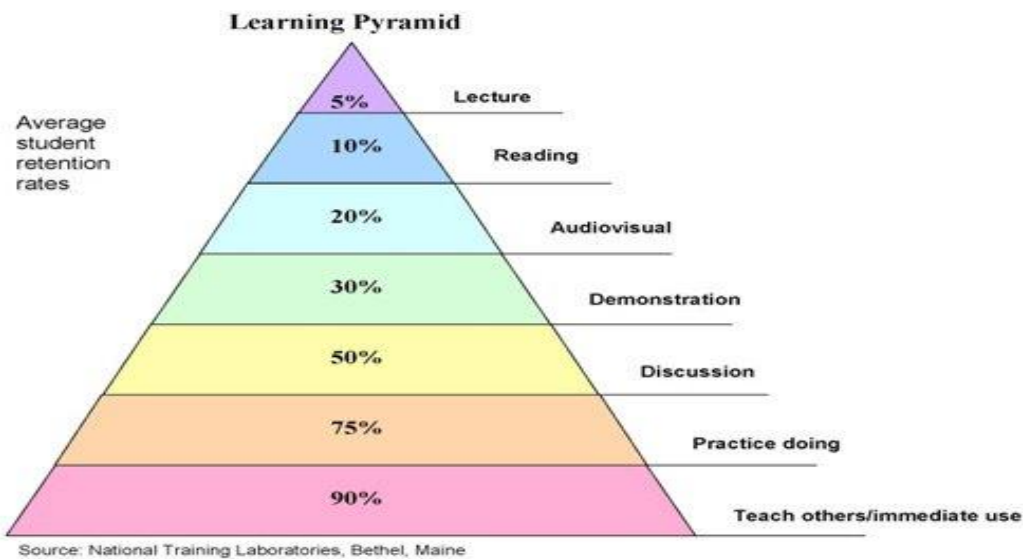 Learning Pyramid
Average
student
retention
rates
5%
Lecture
10%
Reading
20%
Audiovisual
30%
Demonstration
50%
Discussion
75%
Practice doing
90%
Teach others/immediate use
Source: National Training Laboratories, Bethel, Maine